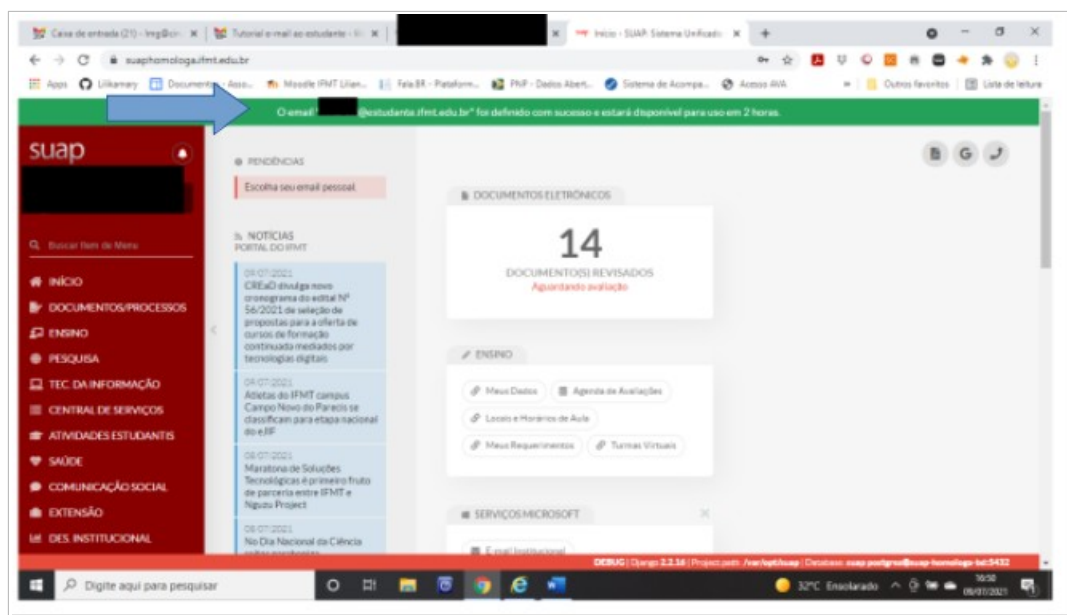 Caixa de entrada (21) - lmg@cri
Tutorial e-mail ao estudante - 
Início - SUAP: Sistema Unificado
suaphomologa.ifmt.edu.br
Apps
Lilikamary
Documentos - Asso...
Moodle IFMT Lilian...
Fala.BR - Plataform...
PNP - Dados Abert...
Sistema de Acompa...
Acesso AVA
»
Outros favoritos
Lista de leitura
O email "
@estudante.ifmt.edu.br" foi definido com sucesso e estará disponível para uso em 2 horas.
suap
Buscar Item de Menu
INÍCIO
DOCUMENTOS/PROCESSOS
ENSINO
PESQUISA
TEC. DA INFORMAÇÃO
CENTRAL DE SERVIÇOS
ATIVIDADES ESTUDANTIS
SAÚDE
COMUNICAÇÃO SOCIAL
EXTENSÃO
DES. INSTITUCIONAL
PENDÊNCIAS
Escolha seu email pessoal.
NOTÍCIAS
PORTAL DO IFMT
09/07/2021
CREaD divulga novo
cronograma do edital Nº
56/2021 de seleção de
propostas para a oferta de
cursos de formação
continuada mediados por
tecnologias digitais
Atletas do IFMT campus
Campo Novo do Parecis se
classificam para etapa nacional
do eJIF
08/07/2021
Maratona de Soluções
Tecnológicas é primeiro fruto
de parceria entre IFMT e
Nguzu Project
08/07/2021
No Dia Nacional da Ciência
DOCUMENTOS ELETRÔNICOS
14
DOCUMENTO(S) REVISADOS
Aguardando avaliação
ENSINO
Meus Dados
Agenda de Avaliações
Locais e Horários de Aula
Meus Requerimentos
Turmas Virtuais
SERVIÇOS MICROSOFT
E-mail Institucional
DEBUG | Django 2.2.16 | Project path: /var/opt/suap | Database: suap postgres@suap-homologa-bd:5432
Digite aqui para pesquisar
32°C Ensolarado
16:50
09/07/2021